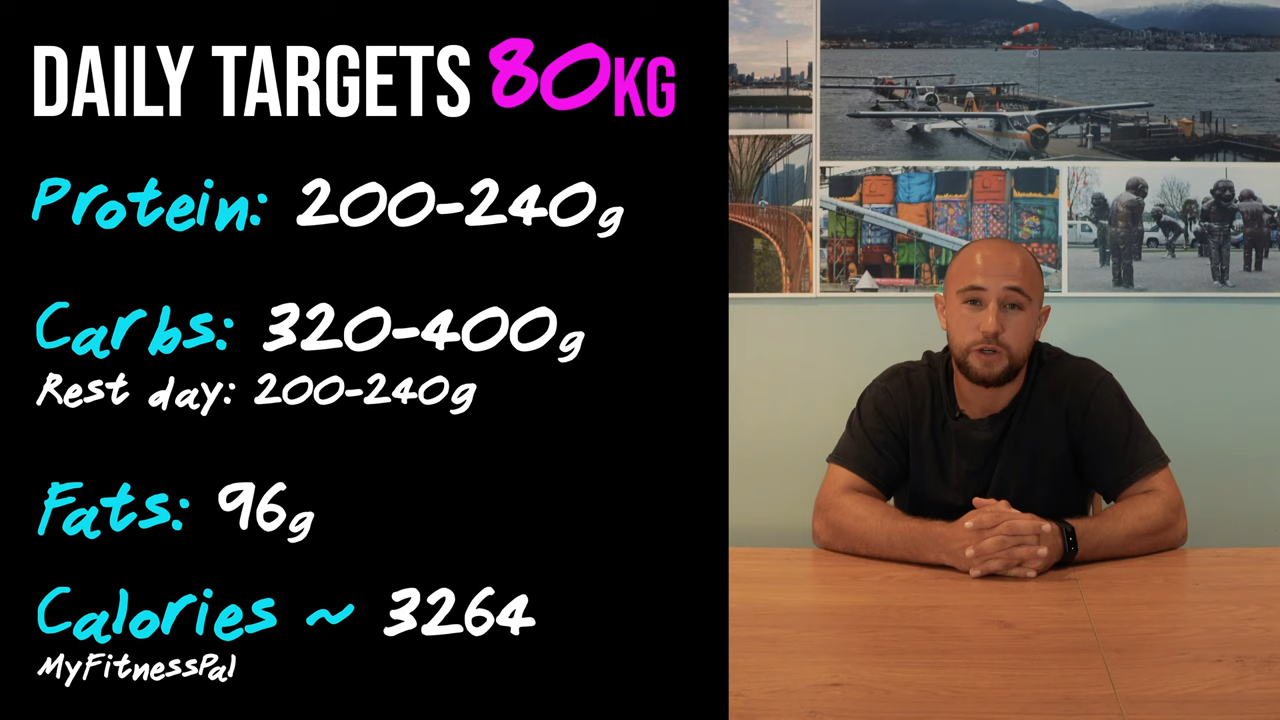 DAILY TARGETS 80KG
Protein: 200-240g
Carbs: 320-400g
Rest day: 200-240g
Fats: 96g
Calories ~ 3264
MyFitnessPal